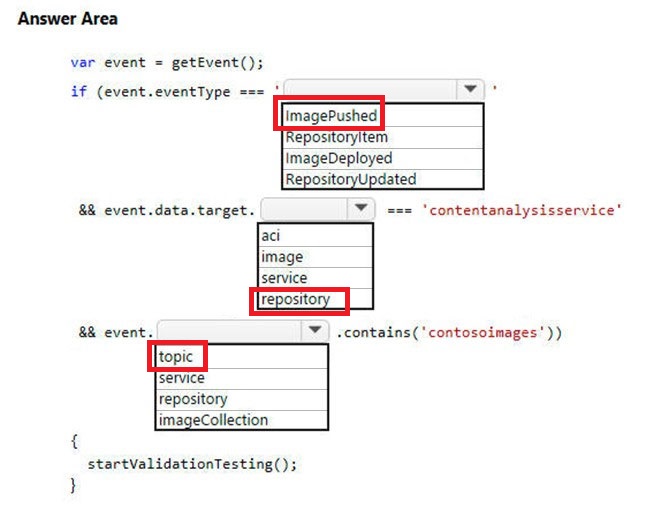 Answer Area
var event = getEvent();
if (event.eventType === ' '
ImagePushed
RepositoryItem
ImageDeployed
RepositoryUpdated
&& event.data.target. === 'contentanalysisservice'
aci
image
service
repository
&& event. .contains('contosoimages'))
topic
service
repository
imageCollection
{
startValidationTesting();
}